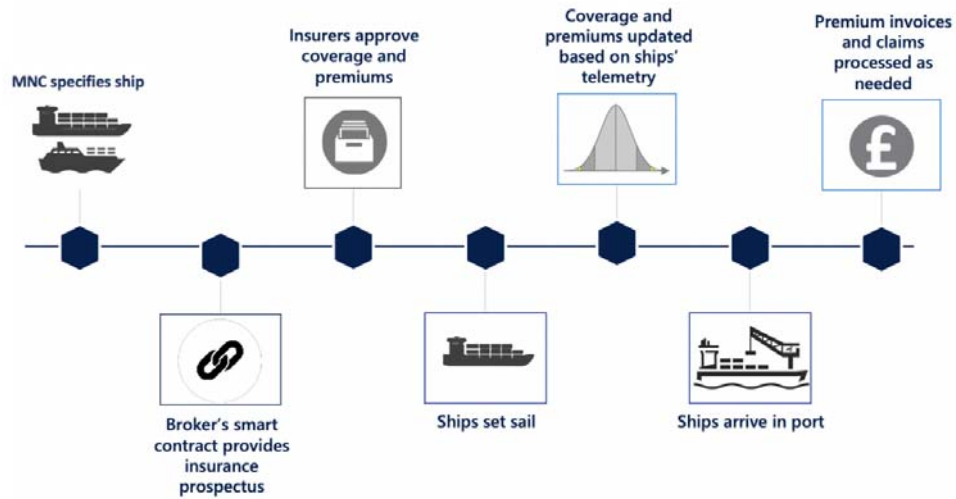 MNC specifies ship
Broker's smart
contract provides
insurance
prospectus
Insurers approve
coverage and
premiums
Ships set sail
Coverage and
premiums updated
based on ships'
telemetry
Ships arrive in port
Premium invoices
and claims
processed as
needed
£